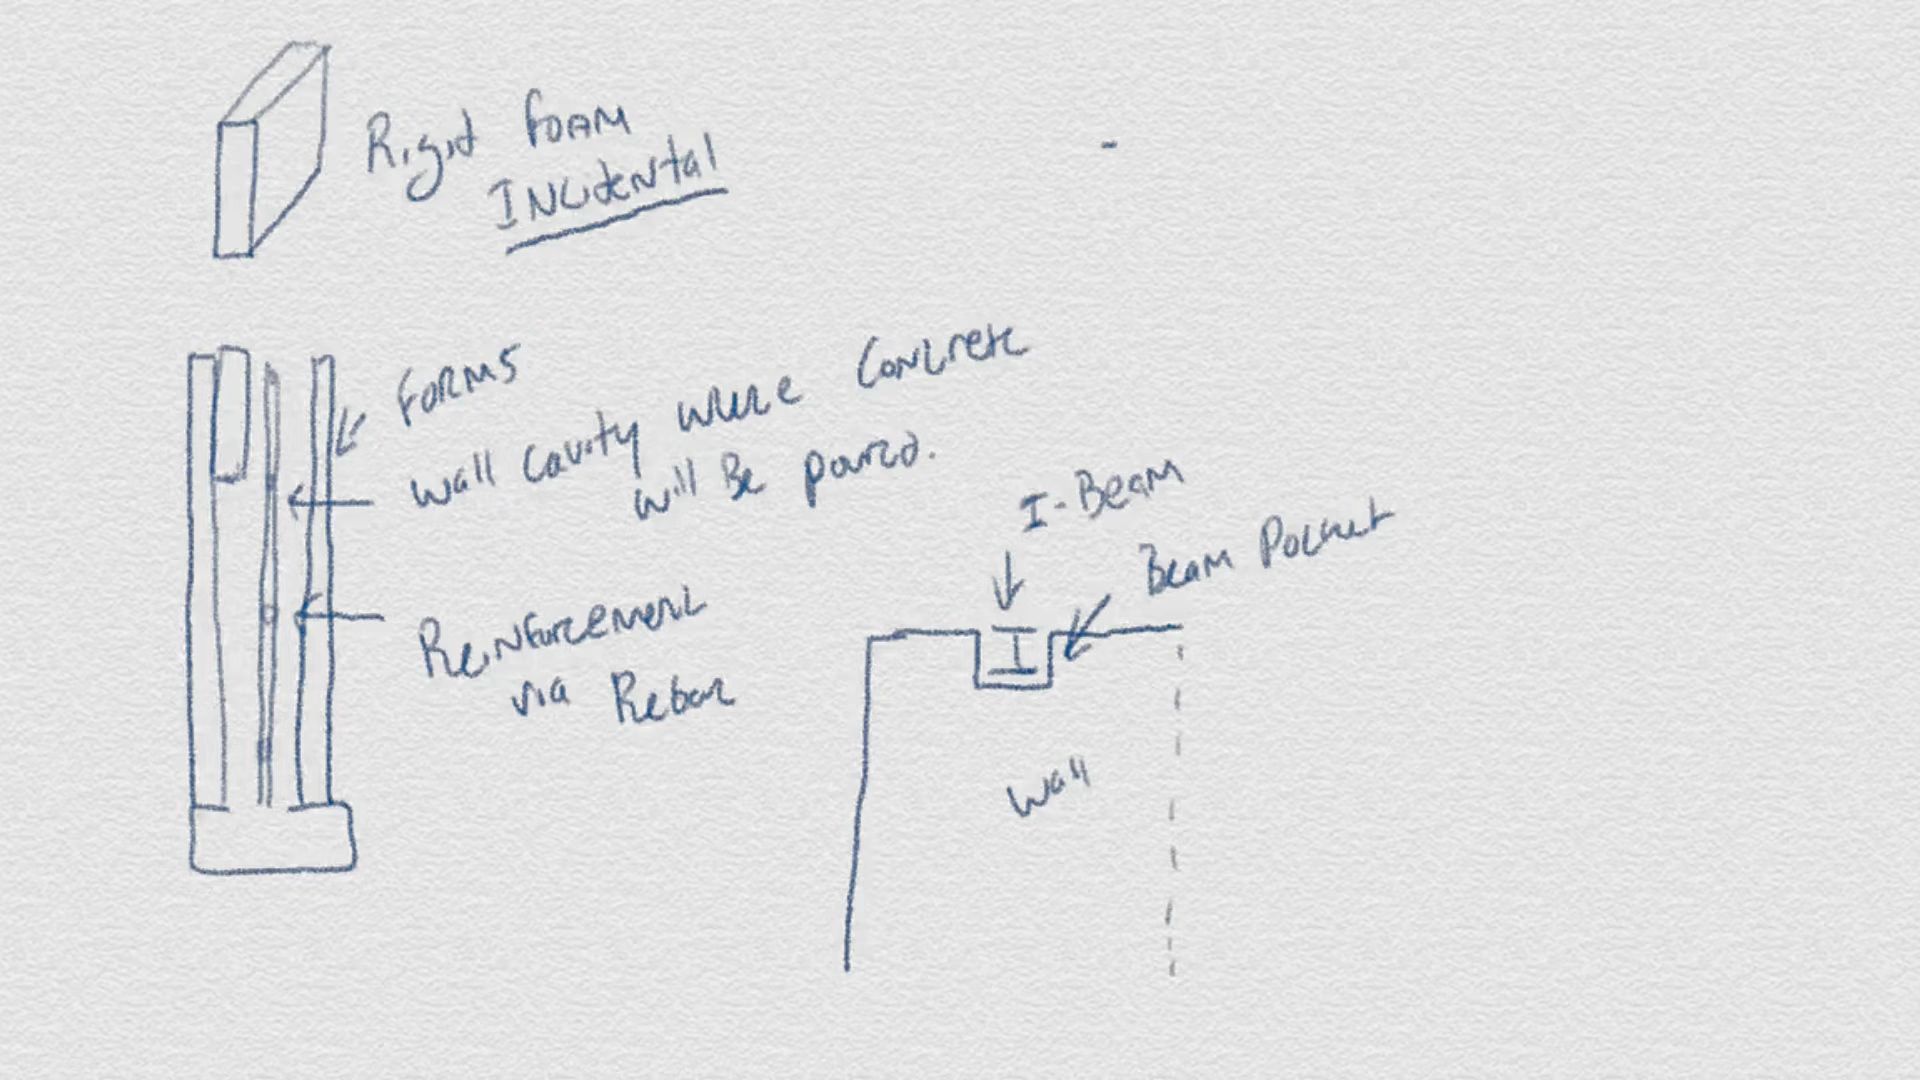 Rigid Foam
Incidental
Forms
Wall Cavity where Concrete
will Be poured.
Reinforcement
via Rebar
I-Beam
Beam Pocket
Wall